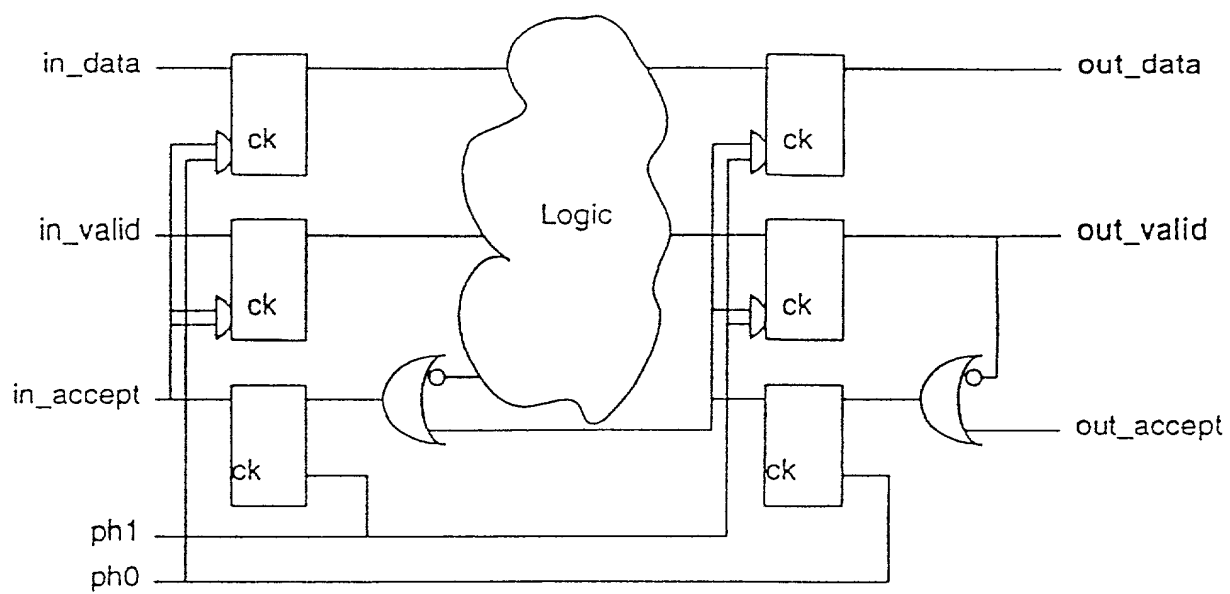 in_data
ck
ck
out_data
in_valid
ck
Logic
ck
out_valid
in_accept
ck
ck
out_accept
ph1
ph0